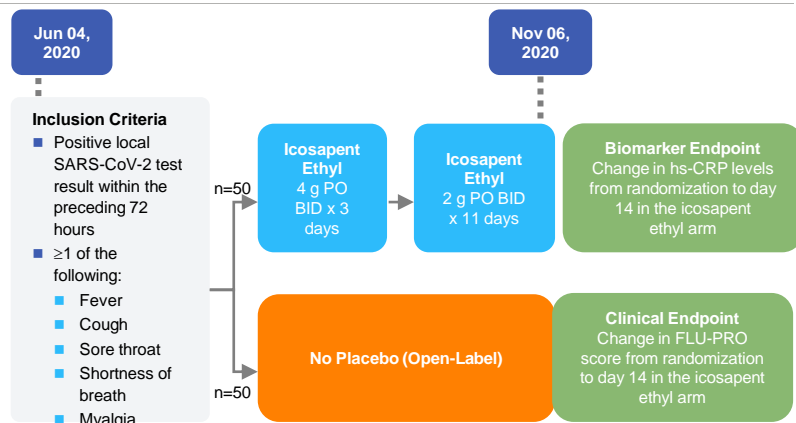 Jun 04,
2020
Nov 06,
2020
Inclusion Criteria
Positive local
SARS-CoV-2 test
result within the
preceding 72
hours
≥1 of the
following:
Fever
Cough
Sore throat
Shortness of
breath
Myalgia
n=50
n=50
Icosapent
Ethyl
4 g PO
BID x 3
days
Icosapent
Ethyl
2 g PO BID
x 11 days
Biomarker Endpoint
Change in hs-CRP levels
from randomization to day
14 in the icosapent
ethyl arm
No Placebo (Open-Label)
Clinical Endpoint
Change in FLU-PRO
score from randomization
to day 14 in the icosapent
ethyl arm